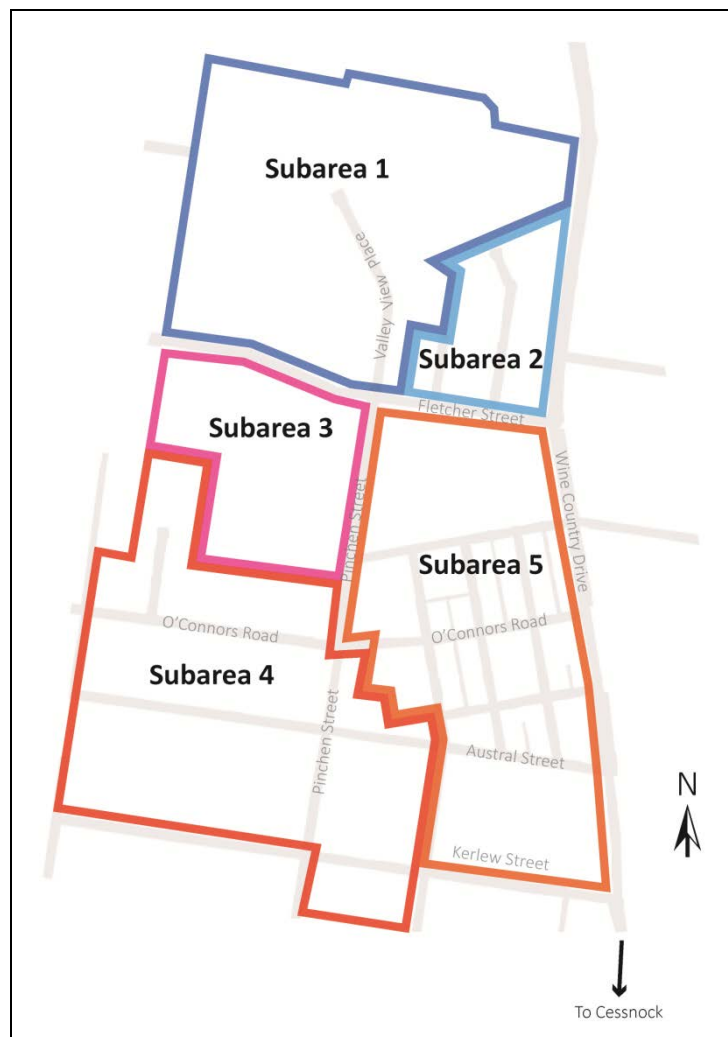 Subarea 1
Valley View Place
Subarea 2
Fletcher Street
Subarea 3
Pinchen Street
Wine Country Drive
Subarea 5
O'Connors Road
O'Connors Road
Subarea 4
Pinchen Street
Austral Street
Kerlew Street
N
To Cessnock